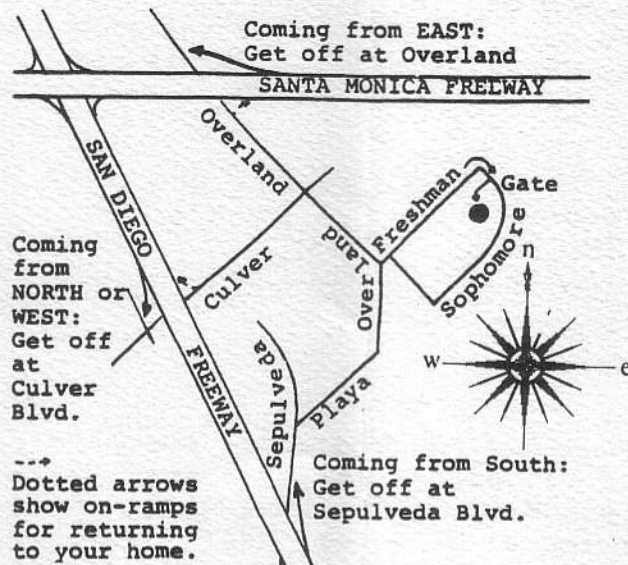 Coming from EAST:
Get off at Overland
SANTA MONICA FREEWAY
Overland
SAN DIEGO
FREEWAY
Freshman
Gate
Sophomore
Overland
Culver
Coming
from
NORTH or
WEST:
Get off
at
Culver
Blvd.
n
w
e
Sepulveda
Playa
Coming from South:
Get off at
Sepulveda Blvd.
--→
Dotted arrows
show on-ramps
for returning
to your home.